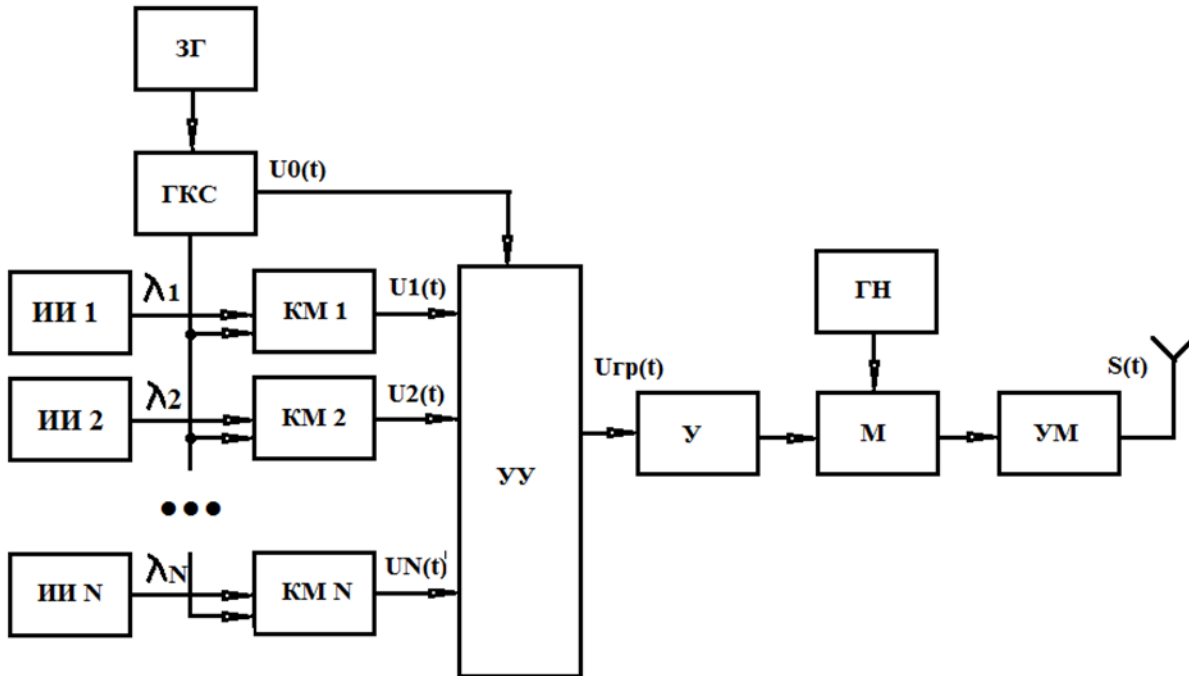 ЗГ
ГКС
U0(t)
ИИ 1
λ1
КМ 1
U1(t)
ИИ 2
λ2
КМ 2
U2(t)
•••
ИИ N
λN
КМ N
UN(t)
УУ
Uгр(t)
У
ГН
М
УМ
S(t)